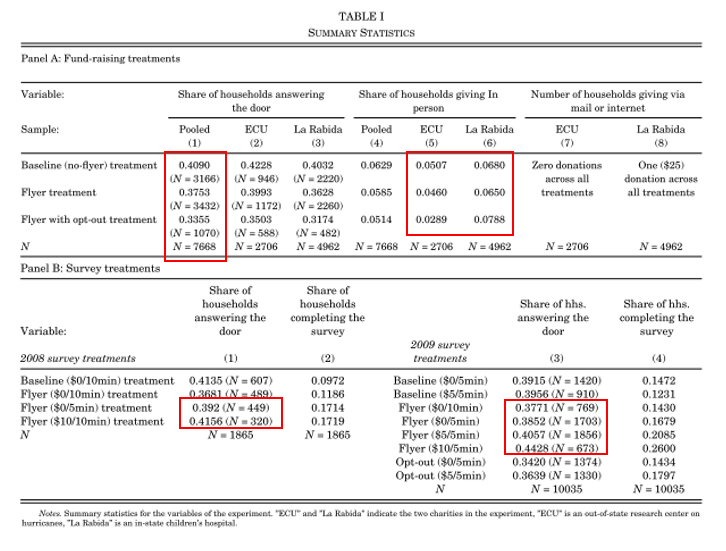 TABLE I
SUMMARY STATISTICS
Panel A: Fund-raising treatments
Variable: Share of households answering the door Share of households giving In person Number of households giving via mail or internet
Sample: Pooled ECU La Rabida Pooled ECU La Rabida ECU La Rabida
(1) (2) (3) (4) (5) (6) (7) (8)
Baseline (no-flyer) treatment 0.4090 0.4228 0.4032 0.0629 0.0507 0.0680 Zero donations One ($25)
(N = 3166) (N = 946) (N = 2220) across all donation across
Flyer treatment 0.3753 0.3993 0.3628 0.0585 0.0460 0.0650 treatments all treatments
(N = 3432) (N = 1172) (N = 2260)
Flyer with opt-out treatment 0.3355 0.3503 0.3174 0.0514 0.0289 0.0788
(N = 1070) (N = 588) (N = 482)
N N = 7668 N = 2706 N = 4962 N = 7668 N = 2706 N = 4962 N = 2706 N = 4962
Panel B: Survey treatments
Variable: Share of households answering the door Share of households completing the survey Share of hhs. answering the door Share of hhs. completing the survey
2008 survey treatments (1) (2) 2009 survey treatments (3) (4)
Baseline ($0/10min) treatment 0.4135 (N = 607) 0.0972 Baseline ($0/5min) 0.3915 (N = 1420) 0.1472
Flyer ($0/10min) treatment 0.3681 (N = 489) 0.1186 Baseline ($5/5min) 0.3956 (N = 910) 0.1231
Flyer ($0/5min) treatment 0.392 (N = 449) 0.1714 Flyer ($0/10min) 0.3771 (N = 769) 0.1430
Flyer ($10/10min) treatment 0.4156 (N = 320) 0.1719 Flyer ($0/5min) 0.3852 (N = 1703) 0.1679
N N = 1865 N = 1865 Flyer ($5/5min) 0.4057 (N = 1856) 0.2085
Flyer ($10/5min) 0.4428 (N = 673) 0.2600
Opt-out ($0/5min) 0.3420 (N = 1374) 0.1434
Opt-out ($5/5min) 0.3639 (N = 1330) 0.1797
N N = 10035 N = 10035
Notes. Summary statistics for the variables of the experiment. "ECU" and "La Rabida" indicate the two charities in the experiment, "ECU" is an out-of-state research center on
hurricanes, "La Rabida" is an in-state children's hospital.